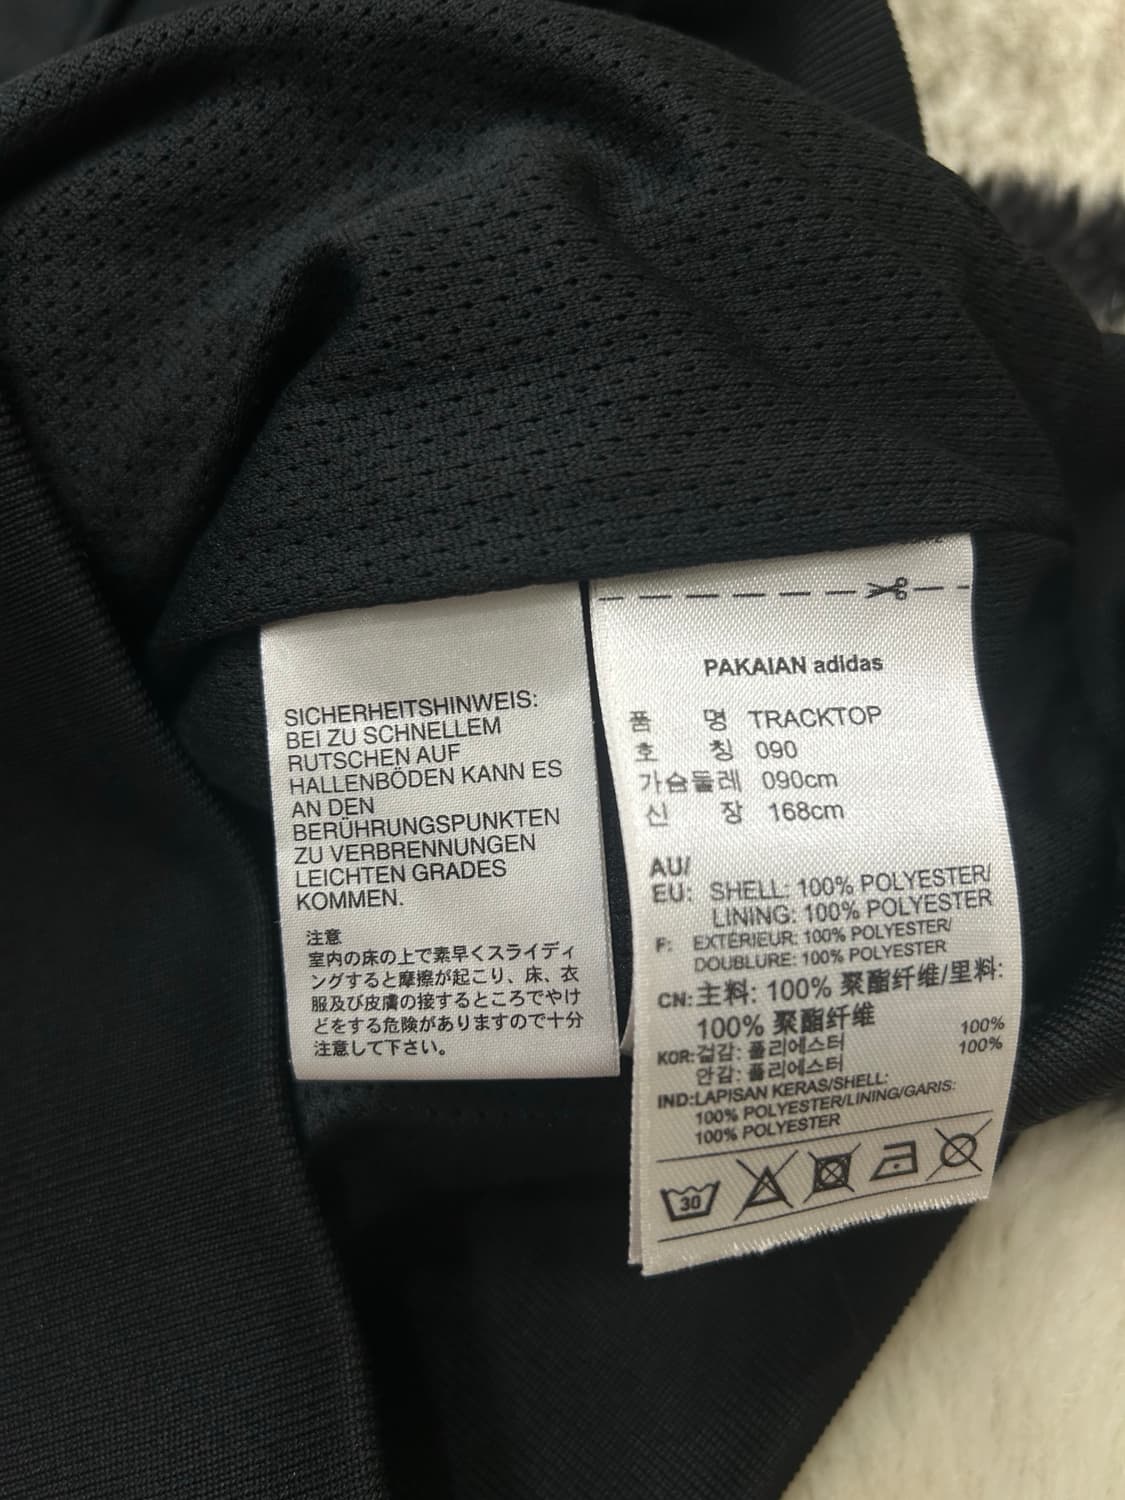 SICHERHEITSHINWEIS:
BEI ZU SCHNELLEM
RUTSCHEN AUF
HALLENBÖDEN KANN ES
AN DEN
BERÜHRUNGSPUNKTEN
ZU VERBRENNUNGEN
LEICHTEN GRADES
KOMMEN.
注意
室内の床の上で素早くスライディ
ングすると摩擦が起こり、床、衣
服及び皮膚の接するところでやけ
どをする危険がありますので十分
注意して下さい。
PAKAIAN adidas
품 명 TRACKTOP
호 칭 090
가슴둘레 090cm
신 장 168cm
AU/
EU: SHELL: 100% POLYESTER/
LINING: 100% POLYESTER
F: EXTÉRIEUR: 100% POLYESTER/
DOUBLURE: 100% POLYESTER
CN: 主料: 100% 聚酯纤维/里料:
100% 聚酯纤维
KOR: 겉감: 폴리에스터 100%
안감: 폴리에스터 100%
IND: LAPISAN KERAS/SHELL:
100% POLYESTER/LINING/GARIS:
100% POLYESTER
30